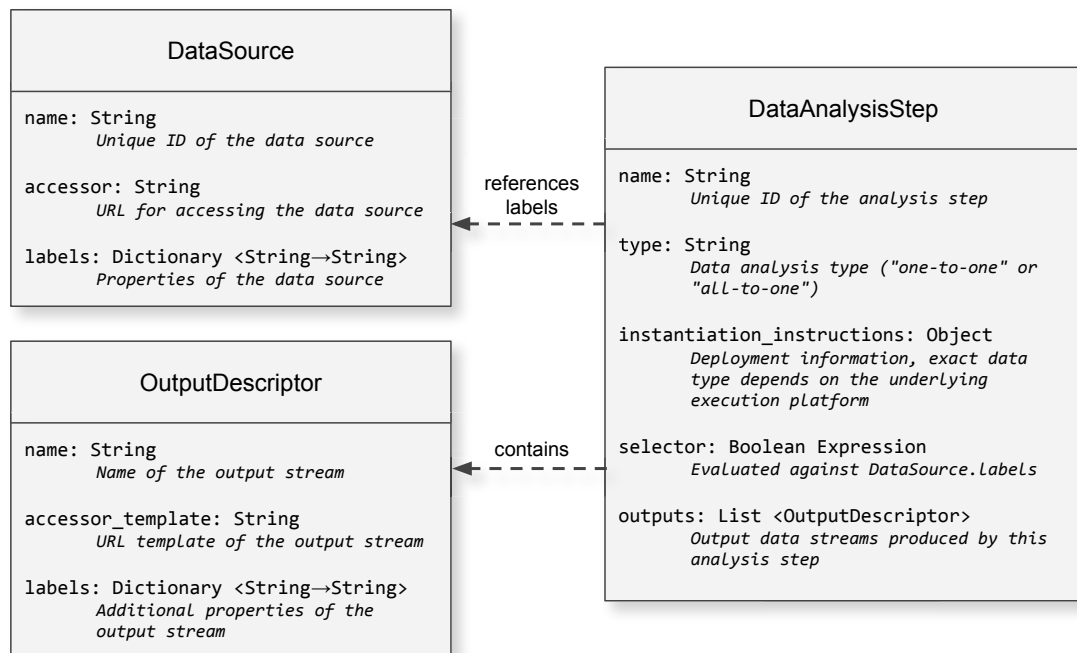 DataSource
name: String
Unique ID of the data source
accessor: String
URL for accessing the data source
labels: Dictionary <String→String>
Properties of the data source
OutputDescriptor
name: String
Name of the output stream
accessor_template: String
URL template of the output stream
labels: Dictionary <String→String>
Additional properties of the
output stream
references
labels
contains
DataAnalysisStep
name: String
Unique ID of the analysis step
type: String
Data analysis type ("one-to-one" or
"all-to-one")
instantiation_instructions: Object
Deployment information, exact data
type depends on the underlying
execution platform
selector: Boolean Expression
Evaluated against DataSource.labels
outputs: List <OutputDescriptor>
Output data streams produced by this
analysis step